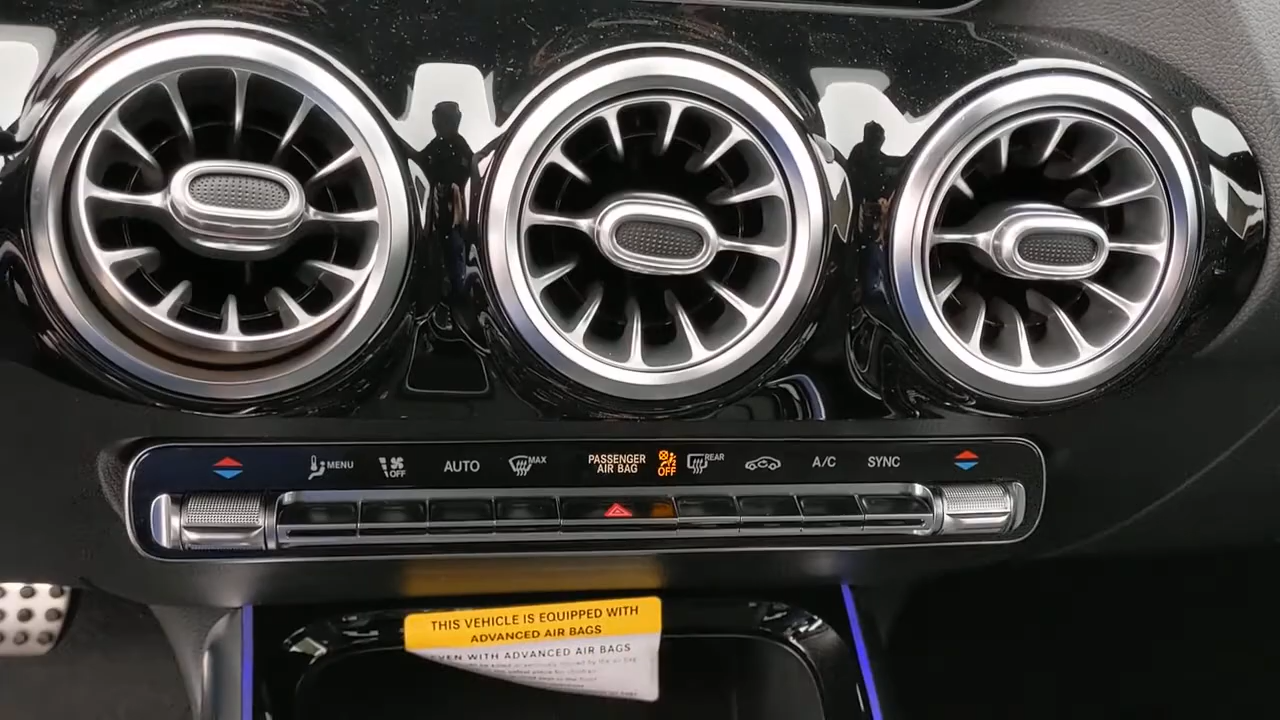 MENU
OFF
AUTO
MAX
PASSENGER
AIR BAG
OFF
REAR
A/C
SYNC
THIS VEHICLE IS EQUIPPED WITH
ADVANCED AIR BAGS
EVEN WITH ADVANCED AIR BAGS